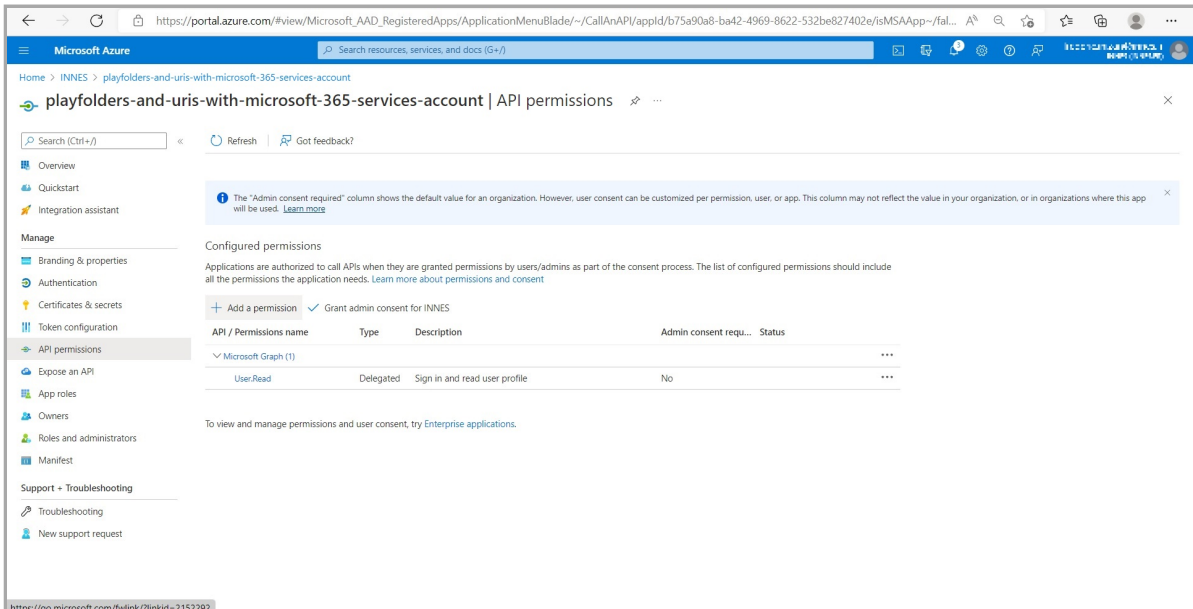 https://portal.azure.com/#view/Microsoft_AAD_RegisteredApps/ApplicationMenuBlade/~/CallAnAPI/appId/b75a90a8-ba42-4969-8622-532be827402e/isMSAApp~/fal...
Microsoft Azure
Search resources, services, and docs (G+/)
3
Home > INNES > playfolders-and-uris-with-microsoft-365-services-account
playfolders-and-uris-with-microsoft-365-services-account | API permissions
Search (Ctrl+/)
Refresh
Got feedback?
Overview
Quickstart
Integration assistant
The "Admin consent required" column shows the default value for an organization. However, user consent can be customized per permission, user, or app. This column may not reflect the value in your organization, or in organizations where this app
will be used. Learn more
Manage
Branding & properties
Authentication
Certificates & secrets
Token configuration
API permissions
Expose an API
App roles
Owners
Roles and administrators
Manifest
Support + Troubleshooting
Troubleshooting
New support request
Configured permissions
Applications are authorized to call APIs when they are granted permissions by users/admins as part of the consent process. The list of configured permissions should include
all the permissions the application needs. Learn more about permissions and consent
Add a permission
Grant admin consent for INNES
API / Permissions name Type Description Admin consent requ... Status
Microsoft Graph (1)
User.Read Delegated Sign in and read user profile No
To view and manage permissions and user consent, try Enterprise applications.
https://go.microsoft.com/fwlink/?linkid=2152292